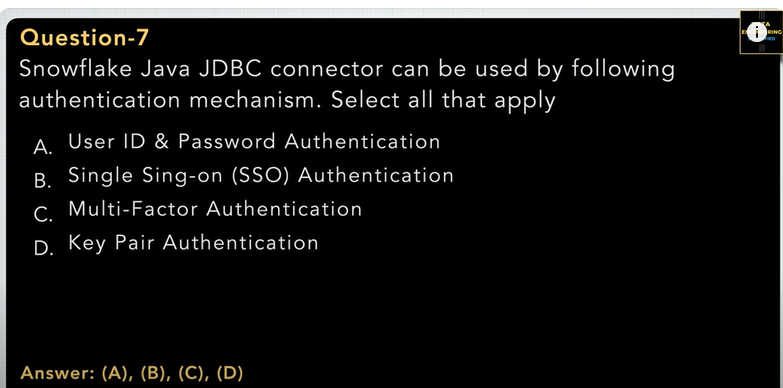 Question-7
Snowflake Java JDBC connector can be used by following
authentication mechanism. Select all that apply
A. User ID & Password Authentication
B. Single Sing-on (SSO) Authentication
C. Multi-Factor Authentication
D. Key Pair Authentication
Answer: (A), (B), (C), (D)